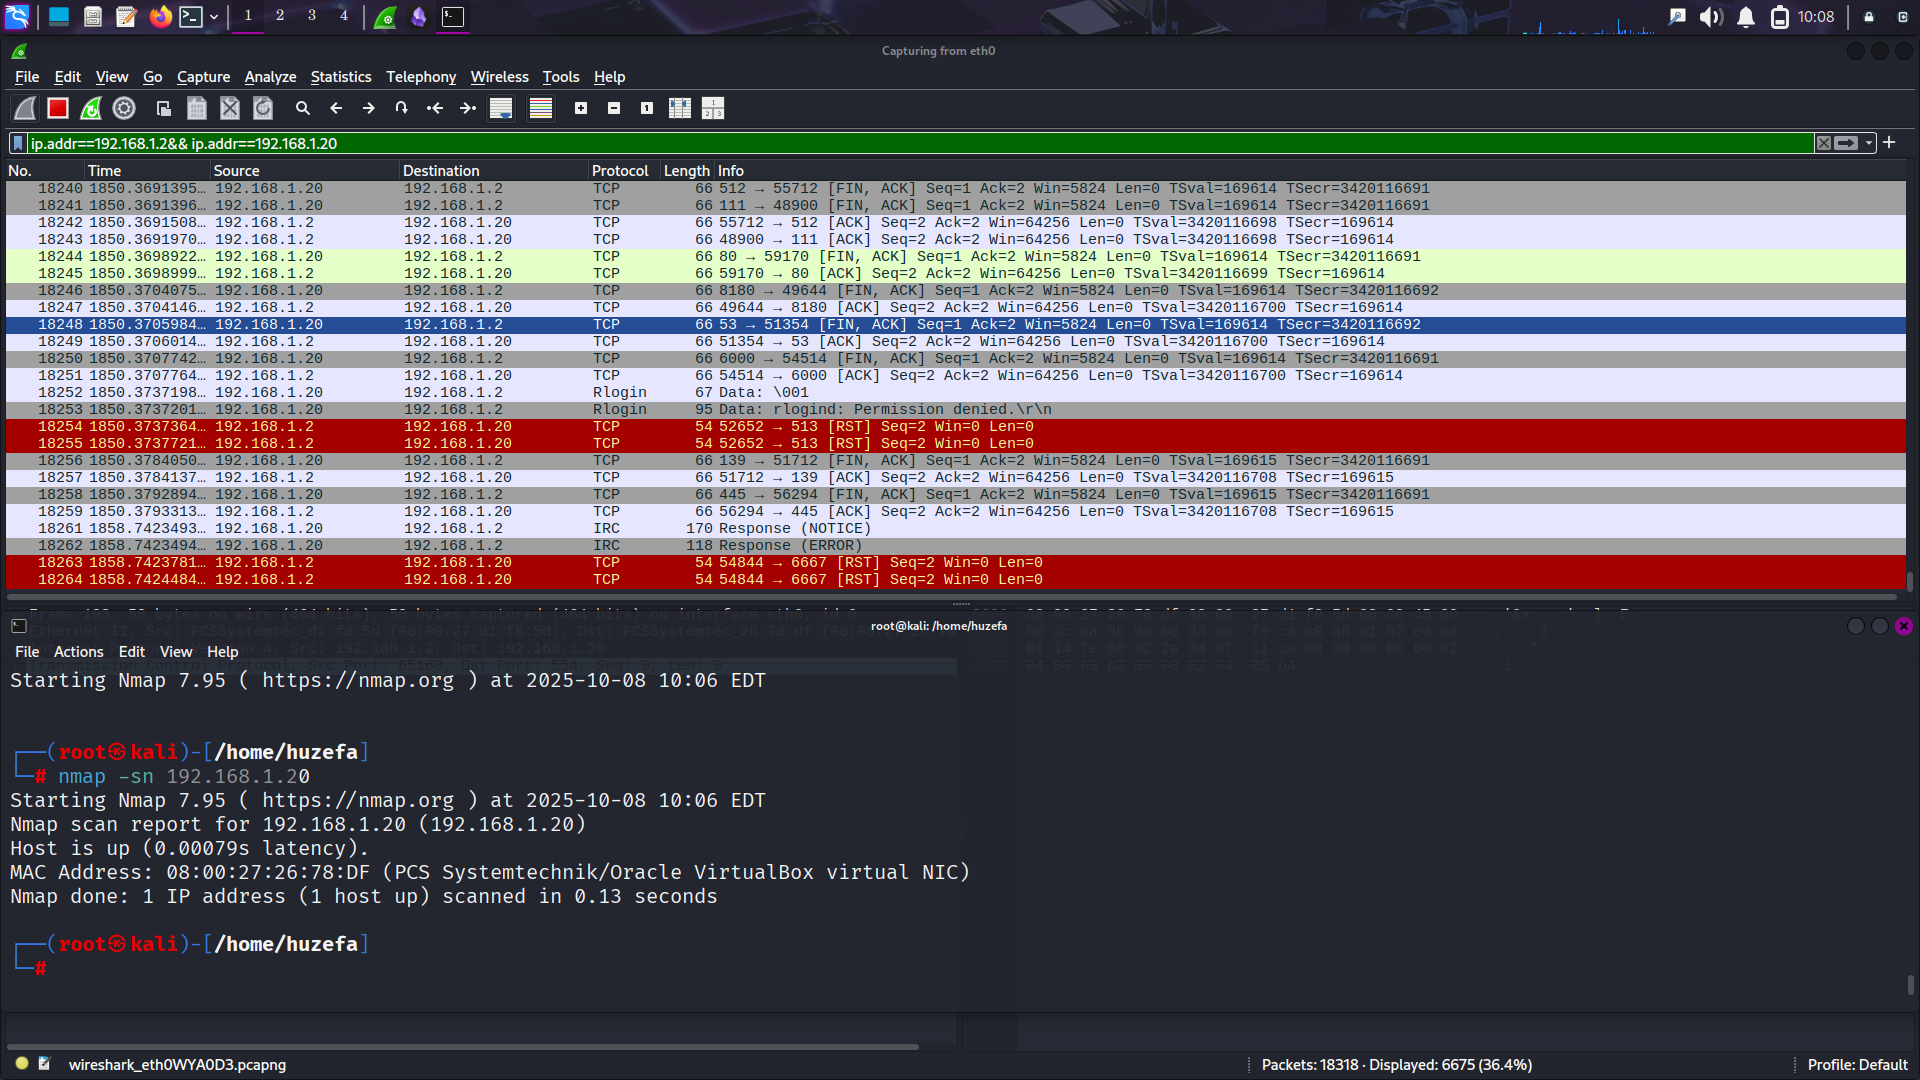 1 2 3 4 10:08
Capturing from eth0
File Edit View Go Capture Analyze Statistics Telephony Wireless Tools Help
ip.addr==192.168.1.2&& ip.addr==192.168.1.20
No. Time Source Destination Protocol Length Info
18240 1850.3691395… 192.168.1.20 192.168.1.2 TCP 66 512 → 55712 [FIN, ACK] Seq=1 Ack=2 Win=5824 Len=0 TSval=169614 TSecr=3420116691
18241 1850.3691396… 192.168.1.20 192.168.1.2 TCP 66 111 → 48900 [FIN, ACK] Seq=1 Ack=2 Win=5824 Len=0 TSval=169614 TSecr=3420116691
18242 1850.3691508… 192.168.1.2 192.168.1.20 TCP 66 55712 → 512 [ACK] Seq=2 Ack=2 Win=64256 Len=0 TSval=3420116698 TSecr=169614
18243 1850.3691970… 192.168.1.2 192.168.1.20 TCP 66 48900 → 111 [ACK] Seq=2 Ack=2 Win=64256 Len=0 TSval=3420116698 TSecr=169614
18244 1850.3698922… 192.168.1.20 192.168.1.2 TCP 66 80 → 59170 [FIN, ACK] Seq=1 Ack=2 Win=5824 Len=0 TSval=169614 TSecr=3420116691
18245 1850.3698999… 192.168.1.2 192.168.1.20 TCP 66 59170 → 80 [ACK] Seq=2 Ack=2 Win=64256 Len=0 TSval=3420116699 TSecr=169614
18246 1850.3704075… 192.168.1.20 192.168.1.2 TCP 66 8180 → 49644 [FIN, ACK] Seq=1 Ack=2 Win=5824 Len=0 TSval=169614 TSecr=3420116692
18247 1850.3704146… 192.168.1.2 192.168.1.20 TCP 66 49644 → 8180 [ACK] Seq=2 Ack=2 Win=64256 Len=0 TSval=3420116700 TSecr=169614
18248 1850.3705984… 192.168.1.20 192.168.1.2 TCP 66 53 → 51354 [FIN, ACK] Seq=1 Ack=2 Win=5824 Len=0 TSval=169614 TSecr=3420116692
18249 1850.3706014… 192.168.1.2 192.168.1.20 TCP 66 51354 → 53 [ACK] Seq=2 Ack=2 Win=64256 Len=0 TSval=3420116700 TSecr=169614
18250 1850.3707742… 192.168.1.20 192.168.1.2 TCP 66 6000 → 54514 [FIN, ACK] Seq=1 Ack=2 Win=5824 Len=0 TSval=169614 TSecr=3420116691
18251 1850.3707764… 192.168.1.2 192.168.1.20 TCP 66 54514 → 6000 [ACK] Seq=2 Ack=2 Win=64256 Len=0 TSval=3420116700 TSecr=169614
18252 1850.3737198… 192.168.1.20 192.168.1.2 Rlogin 67 Data: \001
18253 1850.3737201… 192.168.1.20 192.168.1.2 Rlogin 95 Data: rlogind: Permission denied.\r\n
18254 1850.3737364… 192.168.1.2 192.168.1.20 TCP 54 52652 → 513 [RST] Seq=2 Win=0 Len=0
18255 1850.3737721… 192.168.1.2 192.168.1.20 TCP 54 52652 → 513 [RST] Seq=2 Win=0 Len=0
18256 1850.3784050… 192.168.1.20 192.168.1.2 TCP 66 139 → 51712 [FIN, ACK] Seq=1 Ack=2 Win=5824 Len=0 TSval=169615 TSecr=3420116691
18257 1850.3784137… 192.168.1.2 192.168.1.20 TCP 66 51712 → 139 [ACK] Seq=2 Ack=2 Win=64256 Len=0 TSval=3420116708 TSecr=169615
18258 1850.3792894… 192.168.1.20 192.168.1.2 TCP 66 445 → 56294 [FIN, ACK] Seq=1 Ack=2 Win=5824 Len=0 TSval=169615 TSecr=3420116691
18259 1850.3793313… 192.168.1.2 192.168.1.20 TCP 66 56294 → 445 [ACK] Seq=2 Ack=2 Win=64256 Len=0 TSval=3420116708 TSecr=169615
18261 1858.7423493… 192.168.1.20 192.168.1.2 IRC 170 Response (NOTICE)
18262 1858.7423494… 192.168.1.20 192.168.1.2 IRC 118 Response (ERROR)
18263 1858.7423781… 192.168.1.2 192.168.1.20 TCP 54 54844 → 6667 [RST] Seq=2 Win=0 Len=0
18264 1858.7424484… 192.168.1.2 192.168.1.20 TCP 54 54844 → 6667 [RST] Seq=2 Win=0 Len=0
root@kali: /home/huzefa
File Actions Edit View Help
Transmission Control Protocol, Src Port: 65160, Dst Port: 554, Seq: 0, Len: 0
Starting Nmap 7.95 ( https://nmap.org ) at 2025-10-08 10:06 EDT
┌──(root㉿kali)-[/home/huzefa]
└─# nmap -sn 192.168.1.20
Starting Nmap 7.95 ( https://nmap.org ) at 2025-10-08 10:06 EDT
Nmap scan report for 192.168.1.20 (192.168.1.20)
Host is up (0.00079s latency).
MAC Address: 08:00:27:26:78:DF (PCS Systemtechnik/Oracle VirtualBox virtual NIC)
Nmap done: 1 IP address (1 host up) scanned in 0.13 seconds
┌──(root㉿kali)-[/home/huzefa]
└─#
wireshark_eth0WYA0D3.pcapng
Packets: 18318 · Displayed: 6675 (36.4%)
Profile: Default